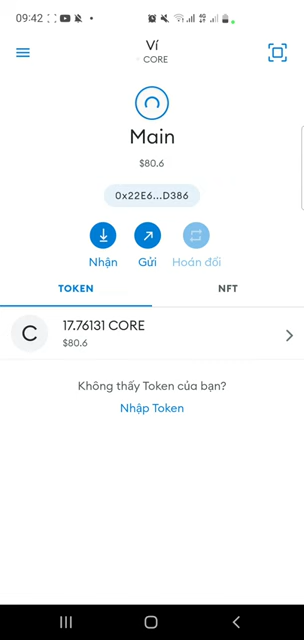 09:42
Ví
CORE
Main
$80.6
0x22E6...D386
Nhận
Gửi
Hoán đổi
TOKEN
NFT
C
17.76131 CORE
$80.6
Không thấy Token của bạn?
Nhập Token